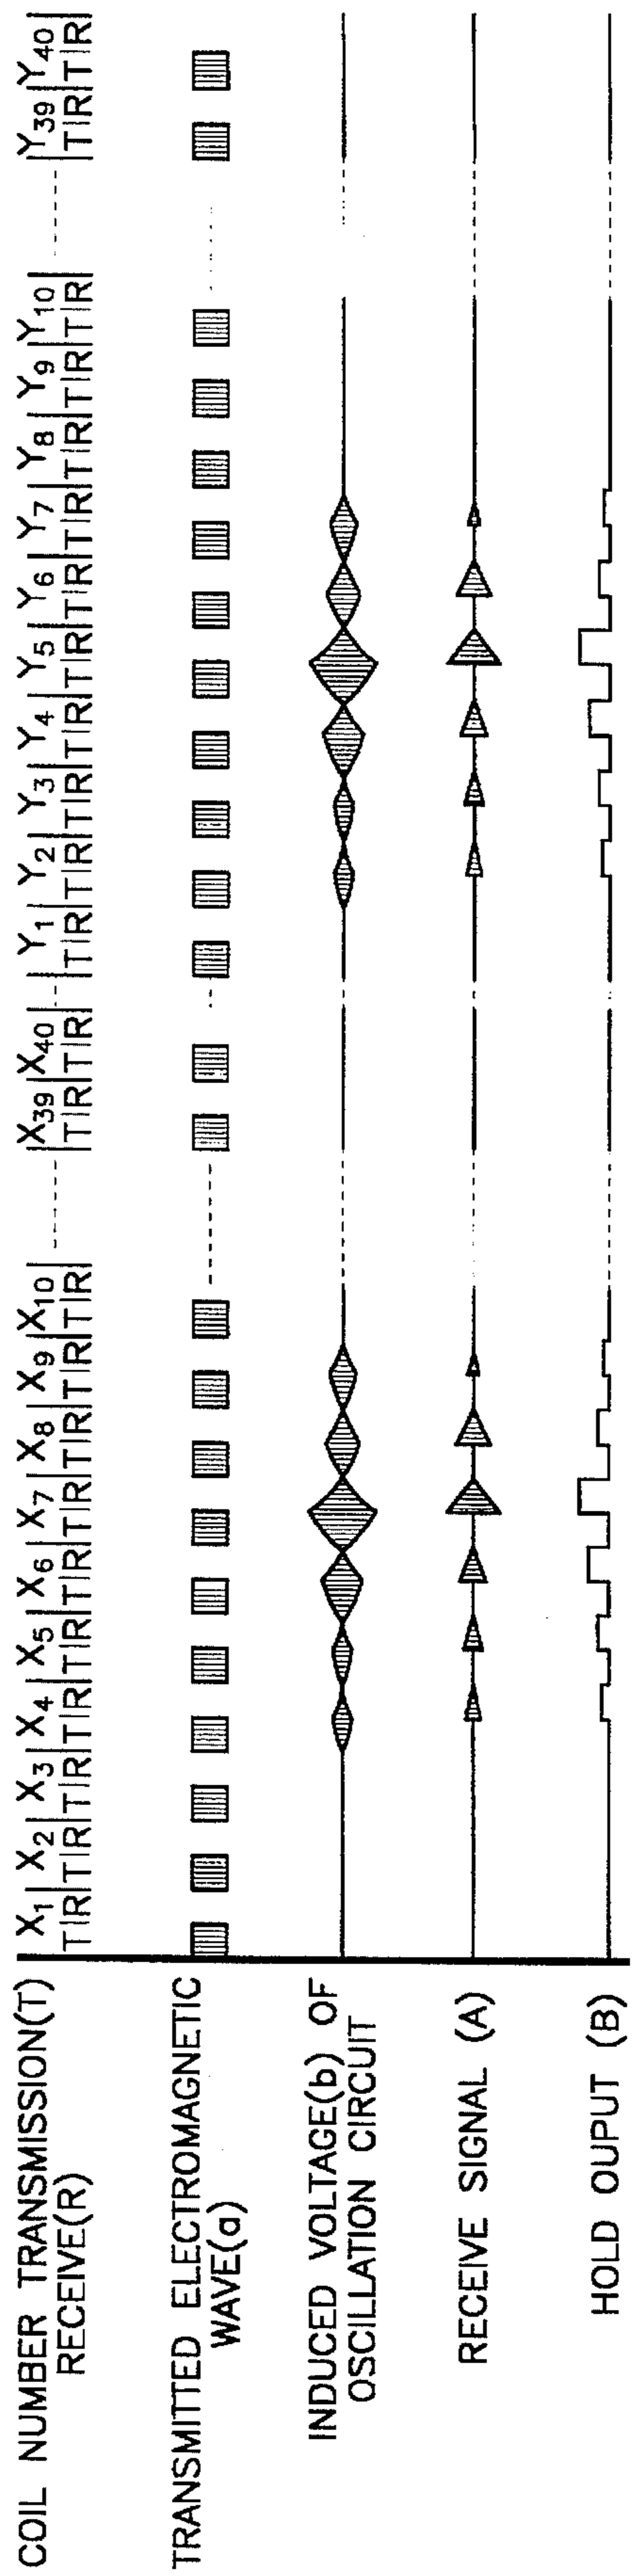 COIL NUMBER TRANSMISSION(T)
RECEIVE(R)
X1 X2 X3 X4 X5 X6 X7 X8 X9 X10 X39 X40 Y1 Y2 Y3 Y4 Y5 Y6 Y7 Y8 Y9 Y10 Y39 Y40
T R T R T R T R T R T R T R T R T R T R T R T R T R T R T R T R T R T R T R T R T R T R T R T R
TRANSMITTED ELECTROMAGNETIC
WAVE(a)
INDUCED VOLTAGE(b) OF
OSCILLATION CIRCUIT
RECEIVE SIGNAL (A)
HOLD OUPUT (B)